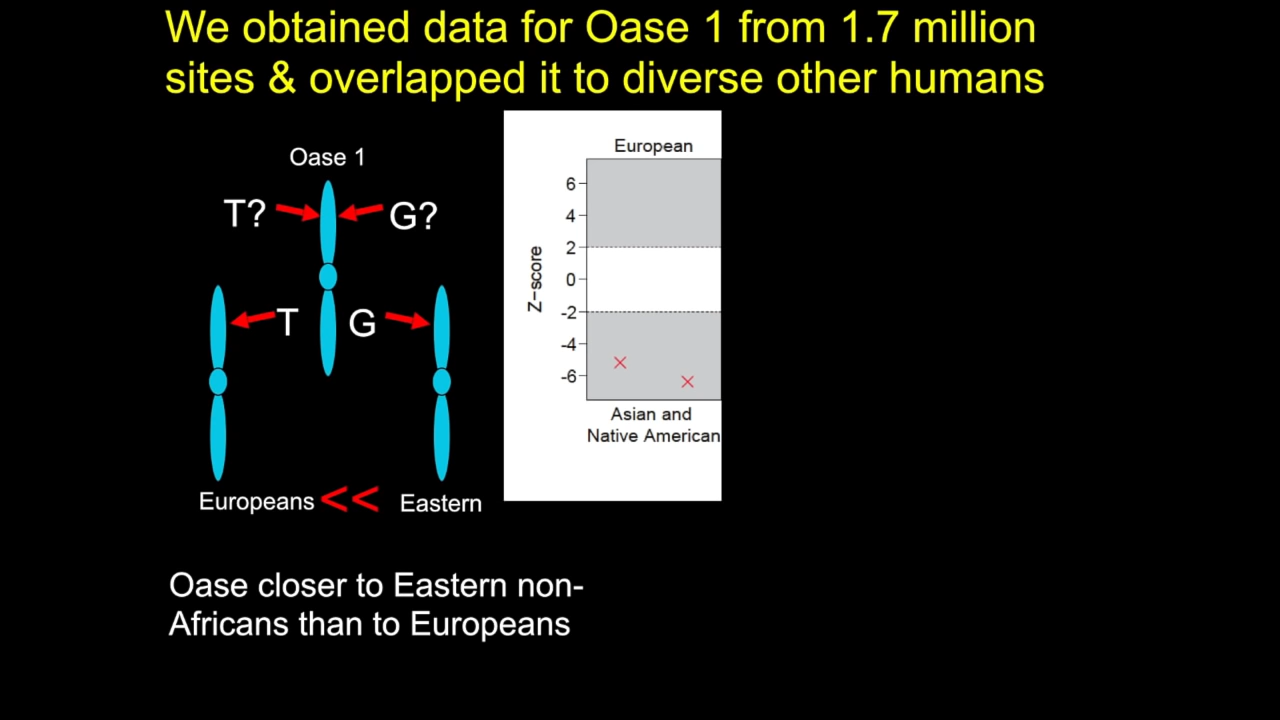 We obtained data for Oase 1 from 1.7 million
sites & overlapped it to diverse other humans
Oase 1
T?
G?
T
G
Europeans
<<
Eastern
European
6
4
2
0
-2
-4
-6
Z-score
Asian and
Native American
Oase closer to Eastern non-
Africans than to Europeans